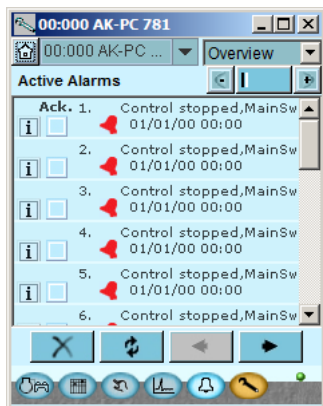 00:000 AK-PC 781
00:000 AK-PC ... Overview
Active Alarms
Ack. 1. Control stopped,MainSw
i 01/01/00 00:00
2. Control stopped,MainSw
i 01/01/00 00:00
3. Control stopped,MainSw
i 01/01/00 00:00
4. Control stopped,MainSw
i 01/01/00 00:00
5. Control stopped,MainSw
i 01/01/00 00:00
6. Control stopped,MainSw